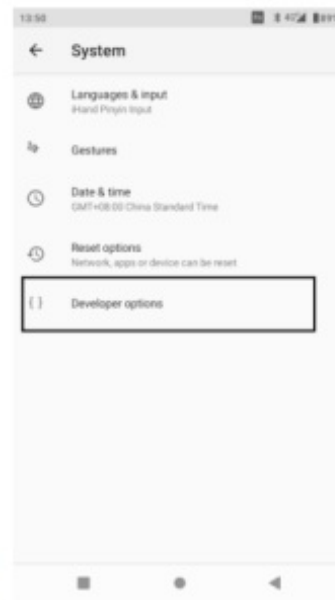 13:50
System
Languages & input
iHand Pinyin Input
Gestures
Date & time
GMT+08:00 China Standard Time
Reset options
Network, apps or device can be reset
{ } Developer options